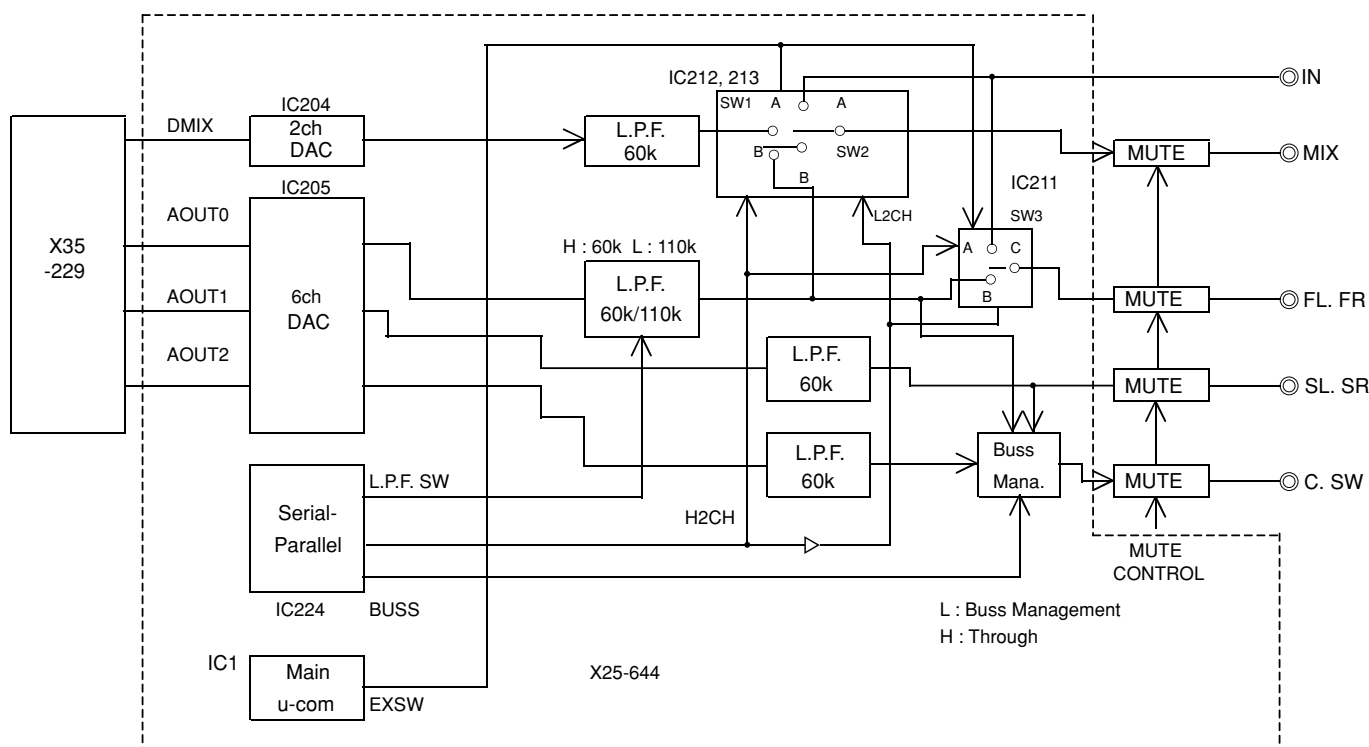 IN
IC212, 213
SW1 A A
IC204
DMIX
2ch
DAC
L.P.F.
60k
B SW2
B
MUTE
MIX
IC205
IC211
AOUT0
L2CH
SW3
X35
-229
H : 60k L : 110k
A C
B
AOUT1
6ch
DAC
L.P.F.
60k/110k
MUTE
FL. FR
AOUT2
L.P.F.
60k
MUTE
SL. SR
L.P.F.
60k
Buss
Mana.
MUTE
C. SW
L.P.F. SW
Serial-
Parallel
H2CH
MUTE
CONTROL
IC224
BUSS
L : Buss Management
H : Through
IC1
Main
u-com
EXSW
X25-644